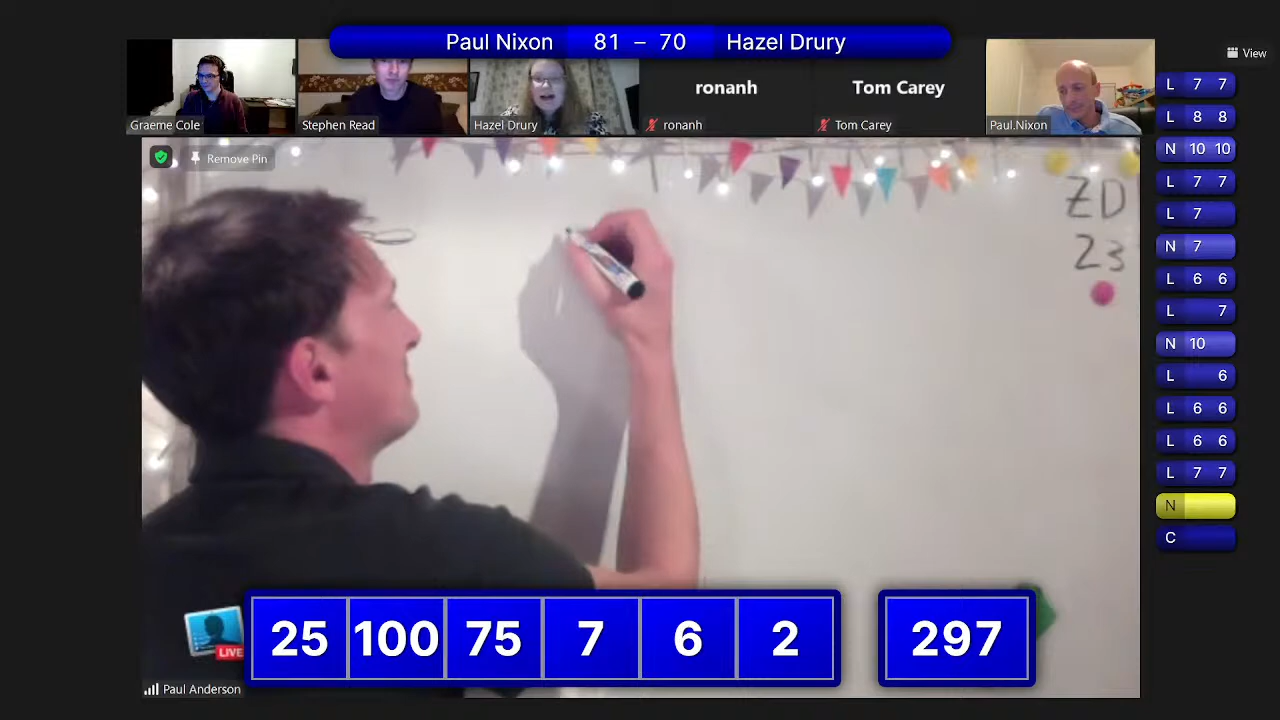 Paul Nixon 81 – 70 Hazel Drury
View
Graeme Cole
Stephen Read
Hazel Drury
ronanh
ronanh
Tom Carey
Tom Carey
Paul.Nixon
Remove Pin
ZD
23
L 7 7
L 8 8
N 10 10
L 7 7
L 7
N 7
L 6 6
L 7
N 10
L 6
L 6 6
L 6 6
L 7 7
N
C
LIVE
25 100 75 7 6 2 297
Paul Anderson